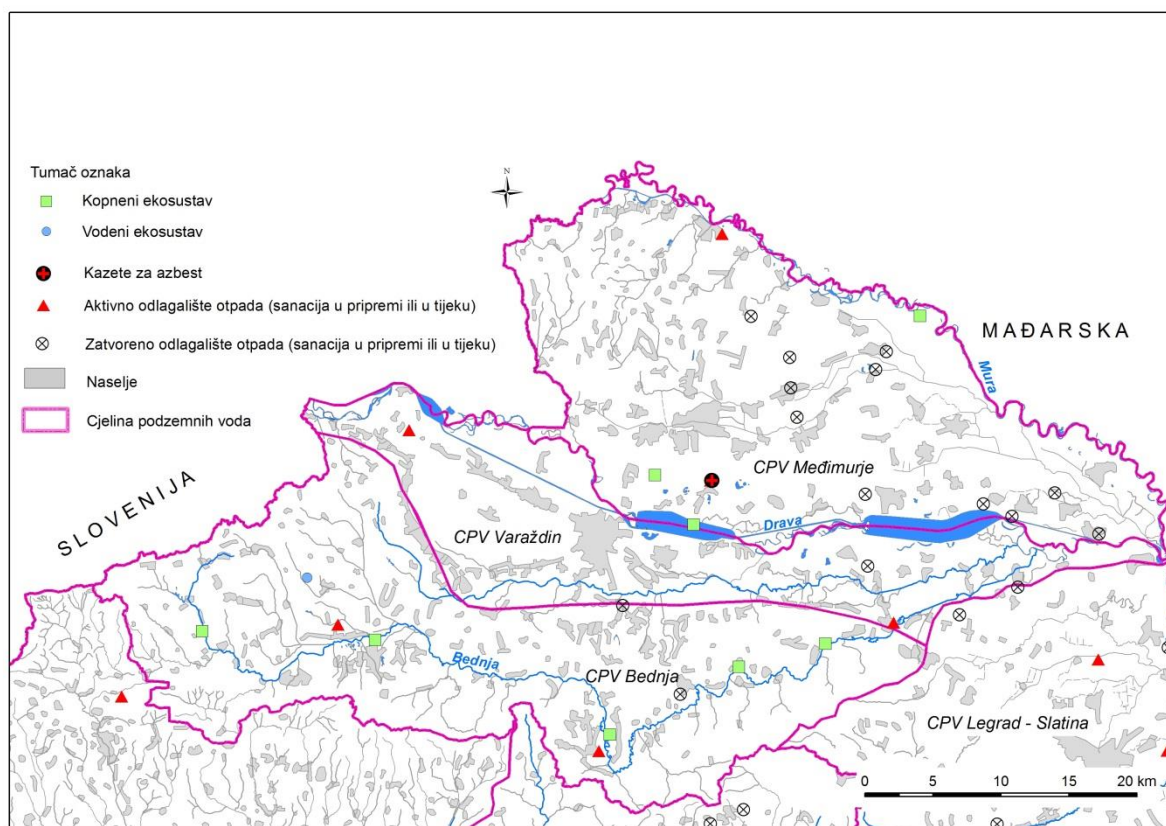 N
Tumač oznaka
Kopneni ekosustav
Vodeni ekosustav
Kazete za azbest
Aktivno odlagalište otpada (sanacija u pripremi ili u tijeku)
Zatvoreno odlagalište otpada (sanacija u pripremi ili u tijeku)
Naselje
Cjelina podzemnih voda
MAĐARSKA
Mura
SLOVENIJA
CPV Međimurje
Drava
CPV Varaždin
Bednja
CPV Bednja
CPV Legrad - Slatina
0 5 10 15 20 km